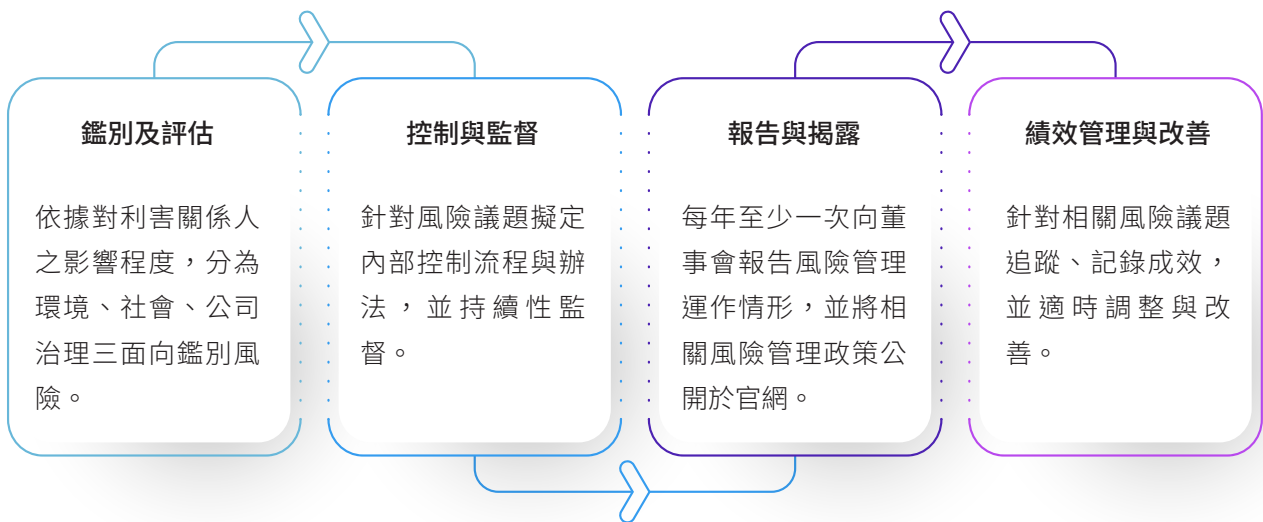 鑑別及評估
依據對利害關係人
之影響程度，分為
環境、社會、公司
治理三面向鑑別風
險。
控制與監督
針對風險議題擬定
內部控制流程與辦
法，並持續性監
督。
報告與揭露
每年至少一次向董
事會報告風險管理
運作情形，並將相
關風險管理政策公
開於官網。
績效管理與改善
針對相關風險議題
追蹤、記錄成效，
並適時調整與改
善。